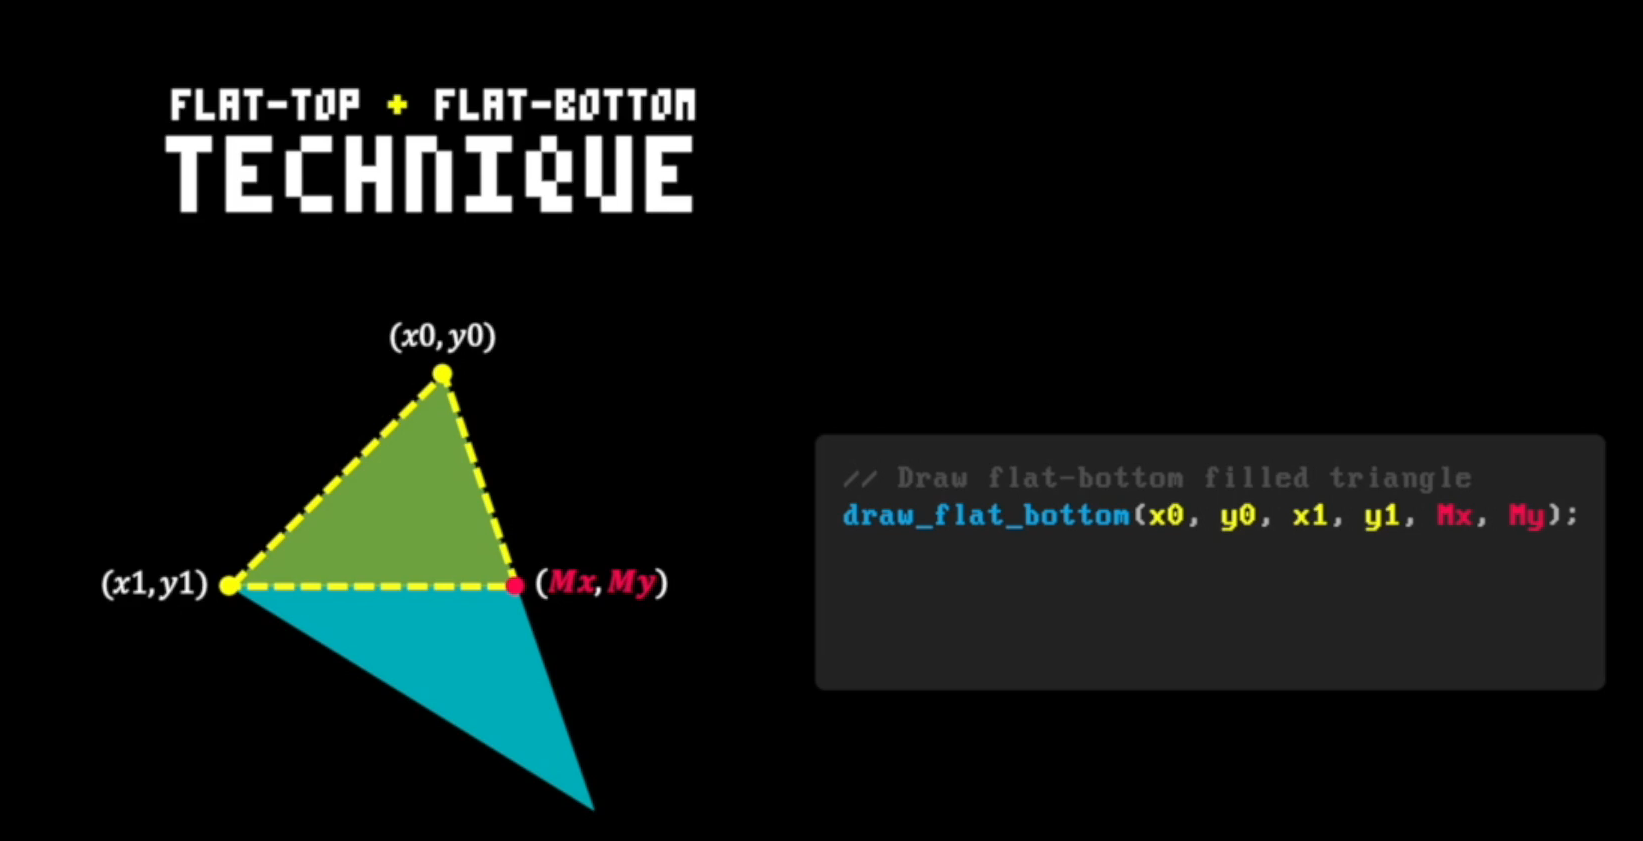 FLAT-TOP + FLAT-BOTTOM
TECHNIQUE
(x0, y0)
(x1, y1)
(Mx, My)
// Draw flat-bottom filled triangle
draw_flat_bottom(x0, y0, x1, y1, Mx, My);